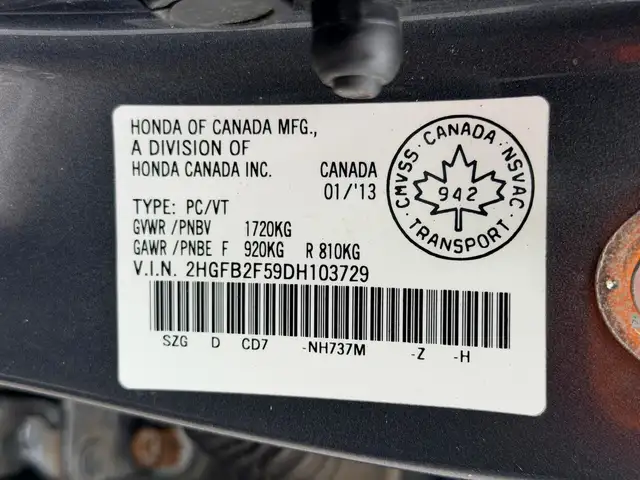 HONDA OF CANADA MFG.,
A DIVISION OF
HONDA CANADA INC. CANADA
01/'13
TYPE: PC/VT
GVWR/PNBV 1720KG
GAWR/PNBE F 920KG R 810KG
V.I.N. 2HGFB2F59DH103729
SZG D CD7 -NH737M -Z -H
CMVSS · CANADA · NSVAC
942
· TRANSPORT ·